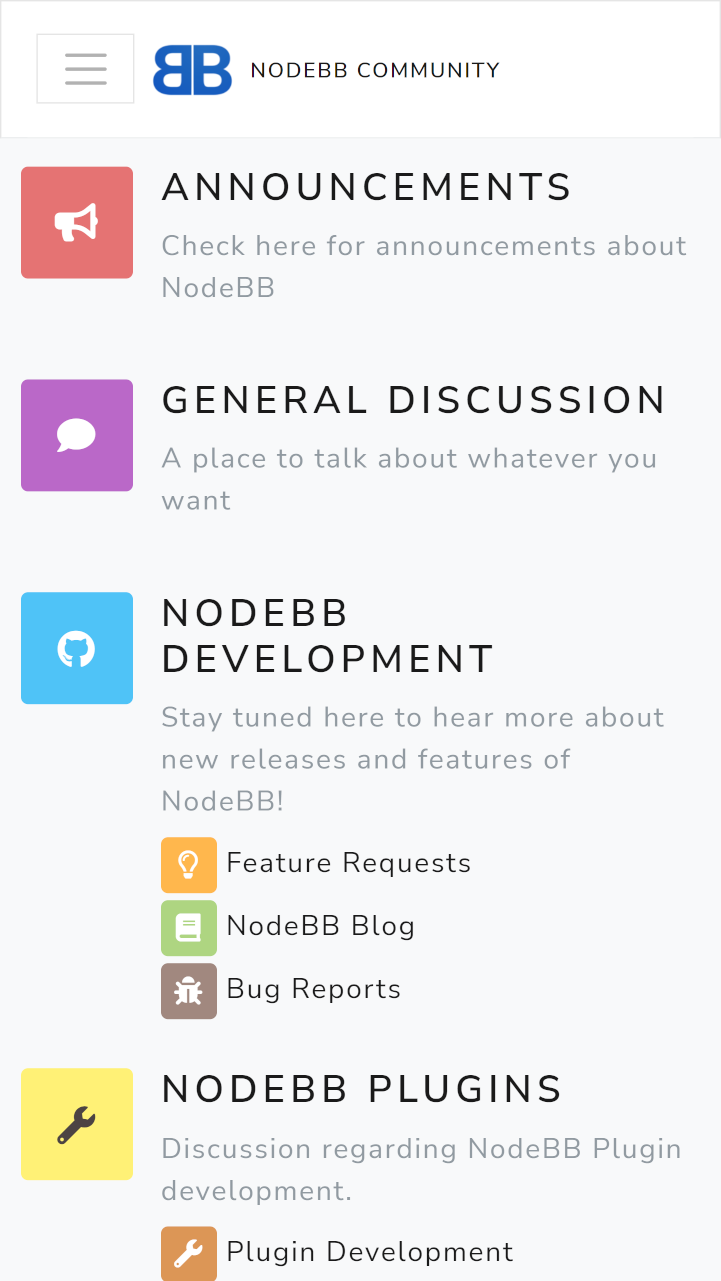 NODEBB COMMUNITY
ANNOUNCEMENTS
Check here for announcements about
NodeBB
GENERAL DISCUSSION
A place to talk about whatever you
want
NODEBB
DEVELOPMENT
Stay tuned here to hear more about
new releases and features of
NodeBB!
Feature Requests
NodeBB Blog
Bug Reports
NODEBB PLUGINS
Discussion regarding NodeBB Plugin
development.
Plugin Development